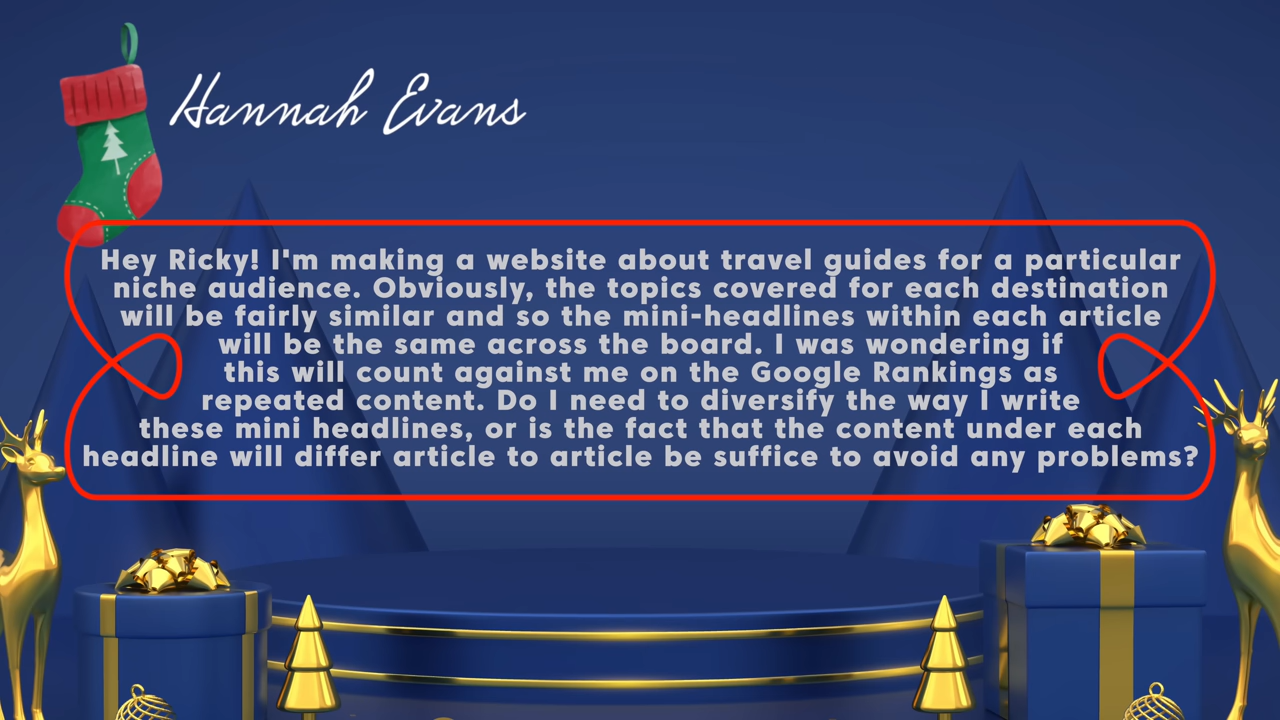 Hannah Evans
Hey Ricky! I'm making a website about travel guides for a particular
niche audience. Obviously, the topics covered for each destination
will be fairly similar and so the mini-headlines within each article
will be the same across the board. I was wondering if
this will count against me on the Google Rankings as
repeated content. Do I need to diversify the way I write
these mini headlines, or is the fact that the content under each
headline will differ article to article be suffice to avoid any problems?